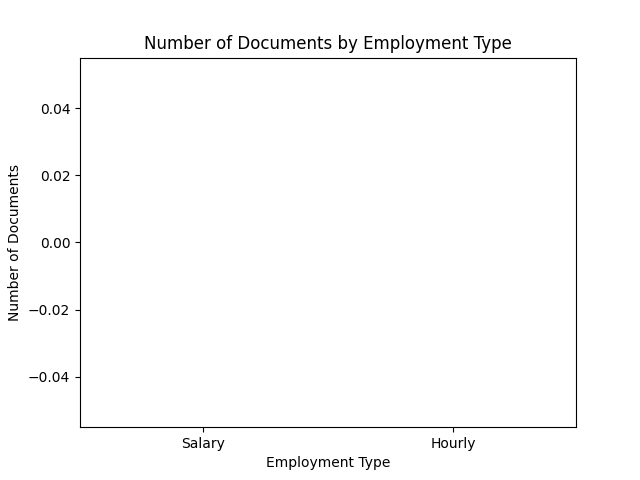 Number of Documents by Employment Type
Number of Documents
0.04
0.02
0.00
−0.02
−0.04
Salary
Hourly
Employment Type